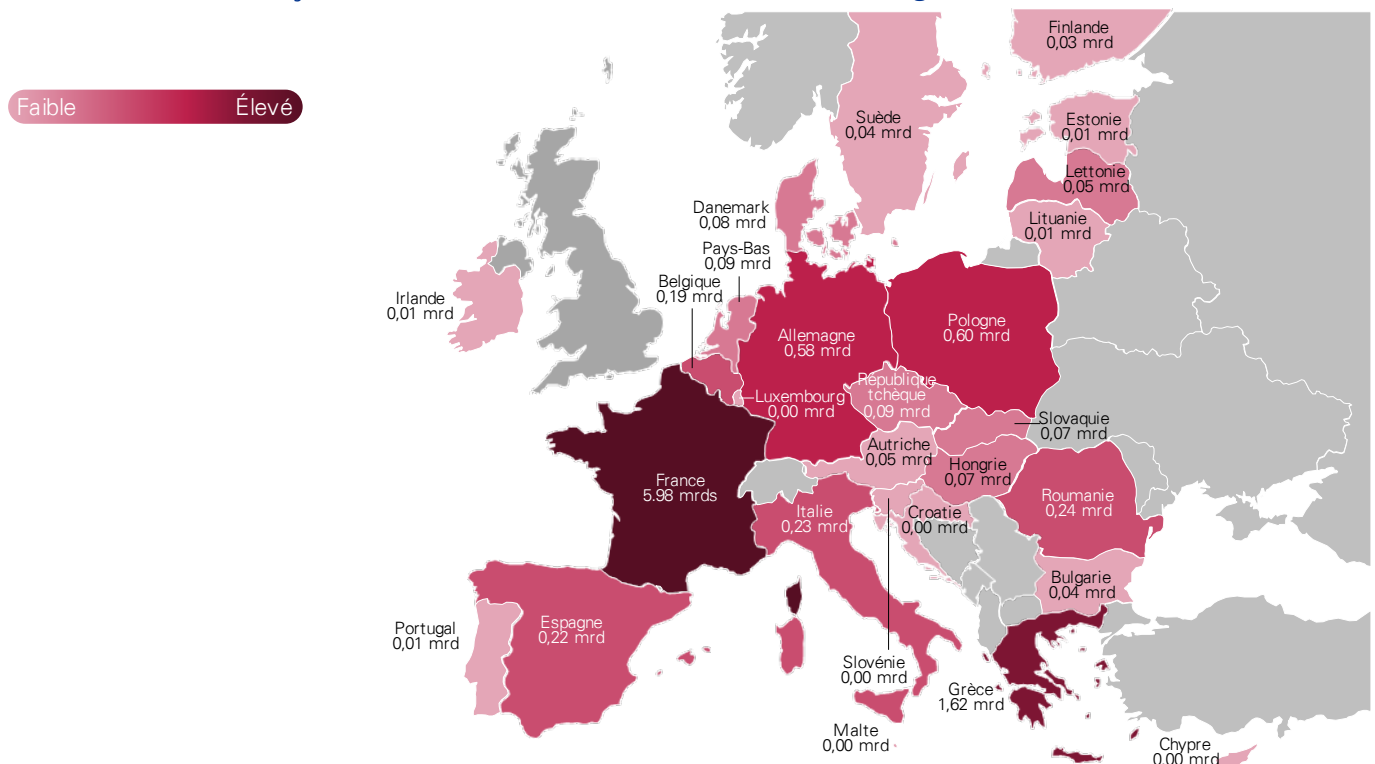 Faible
Élevé
Finlande
0,03 mrd
Suède
0,04 mrd
Estonie
0,01 mrd
Lettonie
0,05 mrd
Lituanie
0,01 mrd
Danemark
0,08 mrd
Pays-Bas
0,09 mrd
Belgique
0,19 mrd
Irlande
0,01 mrd
Allemagne
0,58 mrd
Pologne
0,60 mrd
République
tchèque
0,09 mrd
Luxembourg
0,00 mrd
Slovaquie
0,07 mrd
Autriche
0,05 mrd
Hongrie
0,07 mrd
France
5.98 mrds
Roumanie
0,24 mrd
Italie
0,23 mrd
Croatie
0,00 mrd
Bulgarie
0,04 mrd
Espagne
0,22 mrd
Portugal
0,01 mrd
Slovénie
0,00 mrd
Grèce
1,62 mrd
Malte
0,00 mrd
Chypre
0,00 mrd